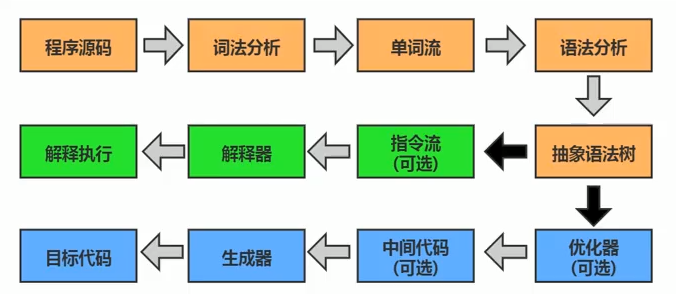 程序源码
词法分析
单词流
语法分析
解释执行
解释器
指令流
(可选)
抽象语法树
目标代码
生成器
中间代码
(可选)
优化器
(可选)